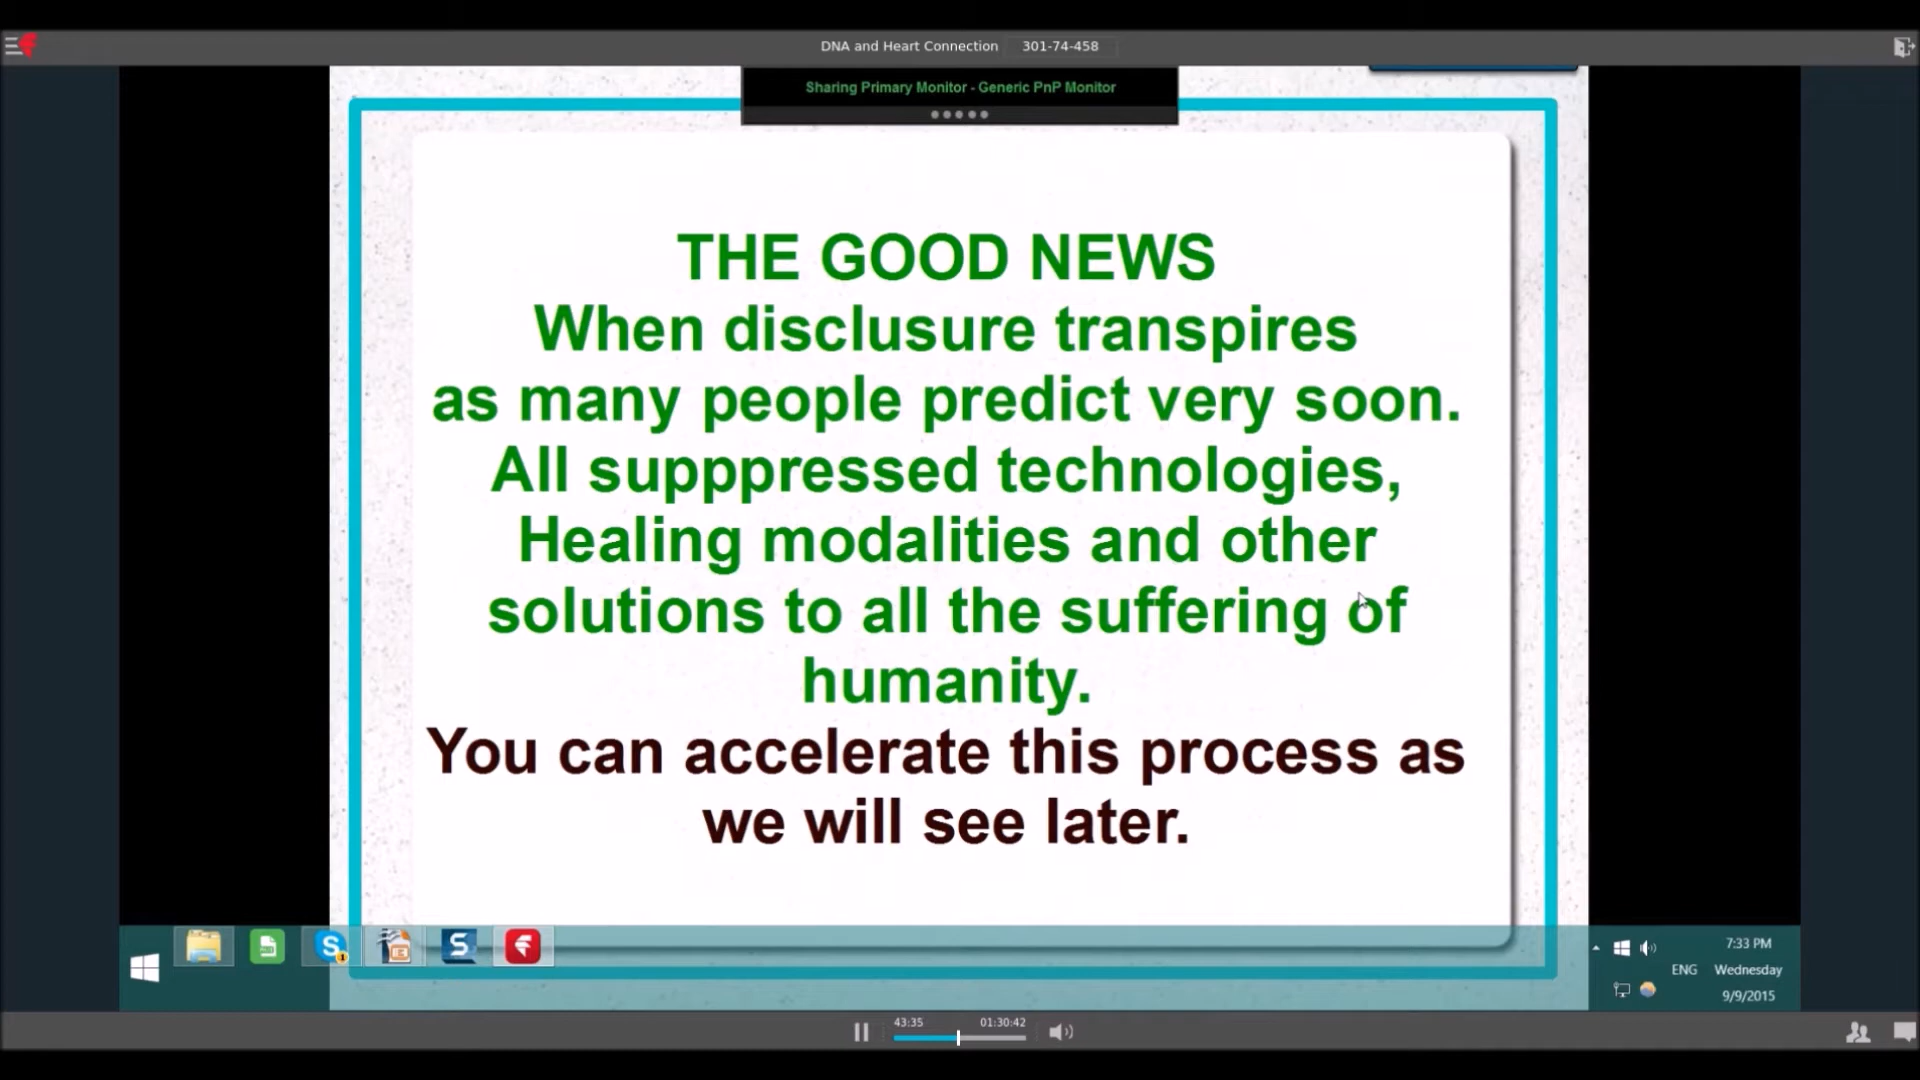 DNA and Heart Connection 301-74-458
Sharing Primary Monitor - Generic PnP Monitor
THE GOOD NEWS
When disclusure transpires
as many people predict very soon.
All supppressed technologies,
Healing modalities and other
solutions to all the suffering of
humanity.
You can accelerate this process as
we will see later.
7:33 PM
ENG Wednesday
9/9/2015
43:35 01:30:42